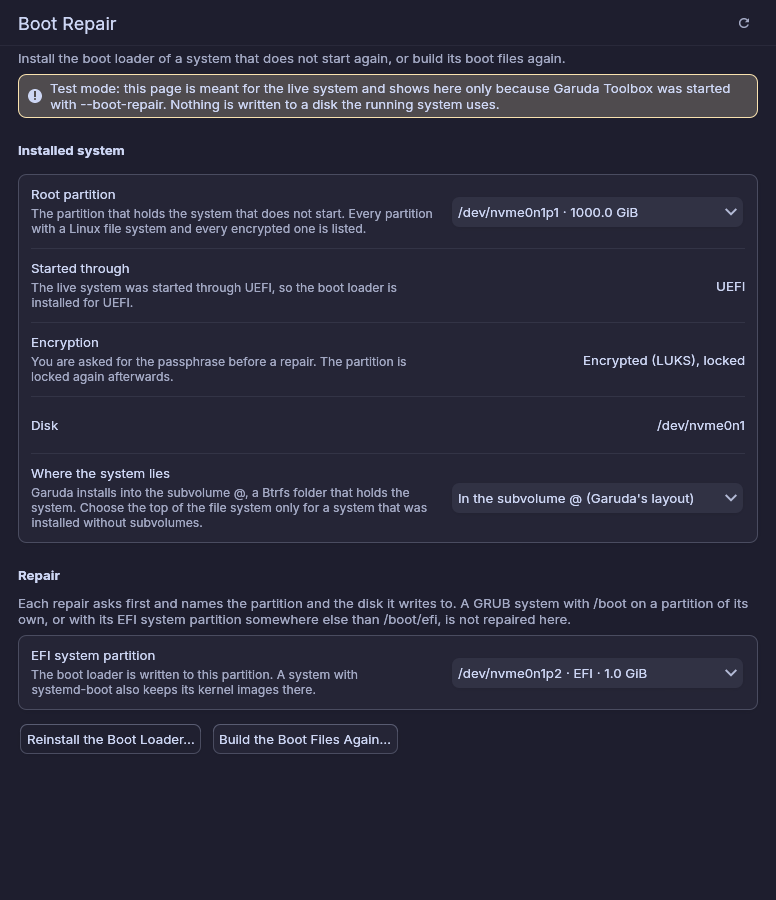 Boot Repair
Install the boot loader of a system that does not start again, or build its boot files again.
Test mode: this page is meant for the live system and shows here only because Garuda Toolbox was started
with --boot-repair. Nothing is written to a disk the running system uses.
Installed system
Root partition
The partition that holds the system that does not start. Every partition
with a Linux file system and every encrypted one is listed.
/dev/nvme0n1p1 · 1000.0 GiB
Started through
The live system was started through UEFI, so the boot loader is
installed for UEFI.
UEFI
Encryption
You are asked for the passphrase before a repair. The partition is
locked again afterwards.
Encrypted (LUKS), locked
Disk
/dev/nvme0n1
Where the system lies
Garuda installs into the subvolume @, a Btrfs folder that holds the
system. Choose the top of the file system only for a system that was
installed without subvolumes.
In the subvolume @ (Garuda's layout)
Repair
Each repair asks first and names the partition and the disk it writes to. A GRUB system with /boot on a partition of its
own, or with its EFI system partition somewhere else than /boot/efi, is not repaired here.
EFI system partition
The boot loader is written to this partition. A system with
systemd-boot also keeps its kernel images there.
/dev/nvme0n1p2 · EFI · 1.0 GiB
Reinstall the Boot Loader...
Build the Boot Files Again...